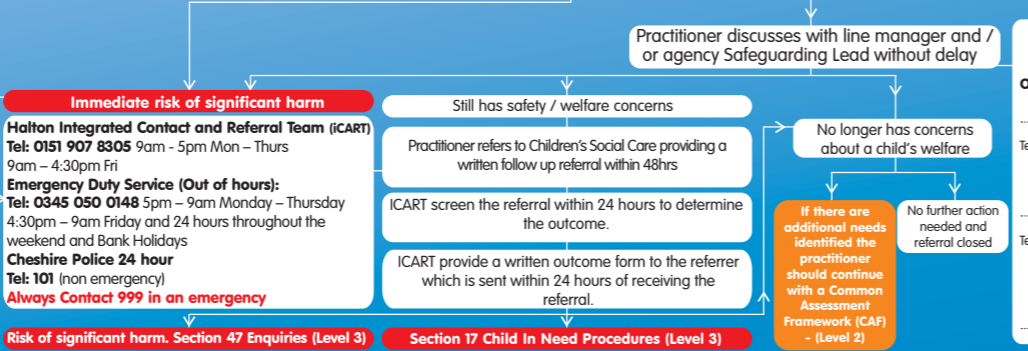 Practitioner discusses with line manager and /
or agency Safeguarding Lead without delay
Immediate risk of significant harm
Halton Integrated Contact and Referral Team (iCART)
Tel: 0151 907 8305 9am - 5pm Mon – Thurs
9am – 4:30pm Fri
Emergency Duty Service (Out of hours):
Tel: 0345 050 0148 5pm – 9am Monday – Thursday
4:30pm – 9am Friday and 24 hours throughout the
weekend and Bank Holidays
Cheshire Police 24 hour
Tel: 101 (non emergency)
Always Contact 999 in an emergency
Risk of significant harm. Section 47 Enquiries (Level 3)
Still has safety / welfare concerns
Practitioner refers to Children's Social Care providing a
written follow up referral within 48hrs
ICART screen the referral within 24 hours to determine
the outcome.
ICART provide a written outcome form to the referrer
which is sent within 24 hours of receiving the
referral.
Section 17 Child In Need Procedures (Level 3)
No longer has concerns
about a child's welfare
If there are
additional needs
identified the
practitioner
should continue
with a Common
Assessment
Framework (CAF)
- (Level 2)
No further action
needed and
referral closed